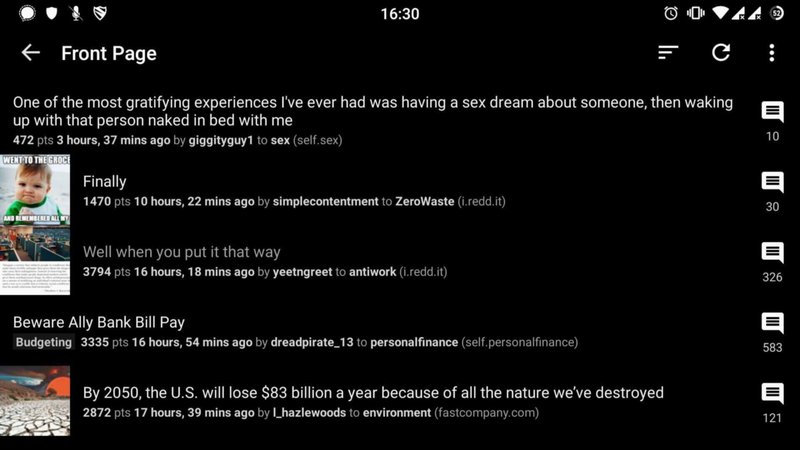 16:30
52
Front Page
One of the most gratifying experiences I've ever had was having a sex dream about someone, then waking
up with that person naked in bed with me
472 pts 3 hours, 37 mins ago by giggityguy1 to sex (self.sex)
10
WENT TO THE GROCE
AND REMEMBERED ALL MY
Finally
1470 pts 10 hours, 22 mins ago by simplecontentment to ZeroWaste (i.redd.it)
30
Well when you put it that way
3794 pts 16 hours, 18 mins ago by yeetngreet to antiwork (i.redd.it)
326
Beware Ally Bank Bill Pay
Budgeting 3335 pts 16 hours, 54 mins ago by dreadpirate_13 to personalfinance (self.personalfinance)
583
By 2050, the U.S. will lose $83 billion a year because of all the nature we’ve destroyed
2872 pts 17 hours, 39 mins ago by l_hazlewoods to environment (fastcompany.com)
121